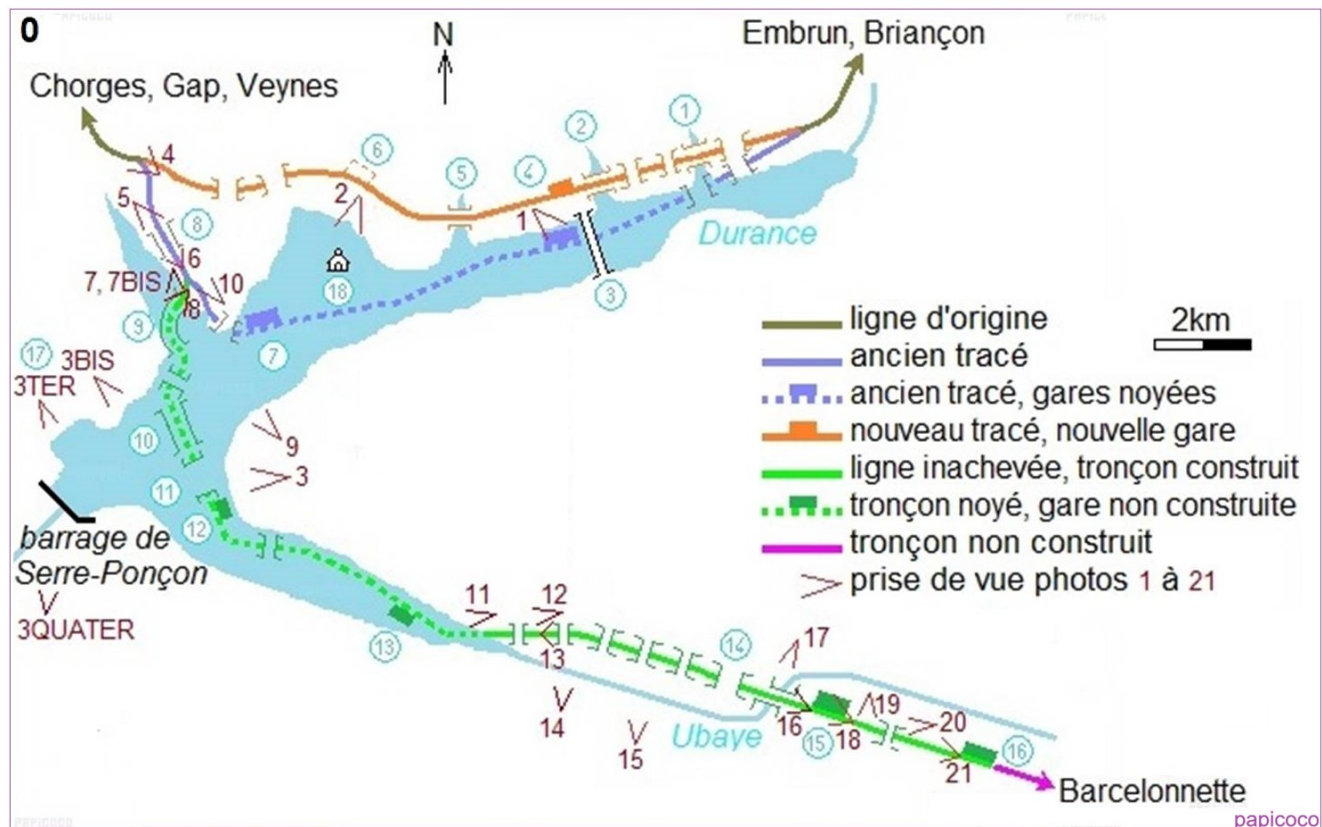 0
N
Embrun, Briançon
Chorges, Gap, Veynes
1
2
6
4
5
4
2
1
5
8
6
7, 7BIS
10
8
Durance
18
3
9
7
17
3BIS
3TER
9
10
3
11
12
barrage de
Serre-Ponçon
3QUATER
ligne d'origine
2km
ancien tracé
ancien tracé, gares noyées
nouveau tracé, nouvelle gare
ligne inachevée, tronçon construit
tronçon noyé, gare non construite
tronçon non construit
prise de vue photos 1 à 21
11
12
13
13
14
17
14
15
Ubaye
16
15
18
19
20
16
21
Barcelonnette
papicoco